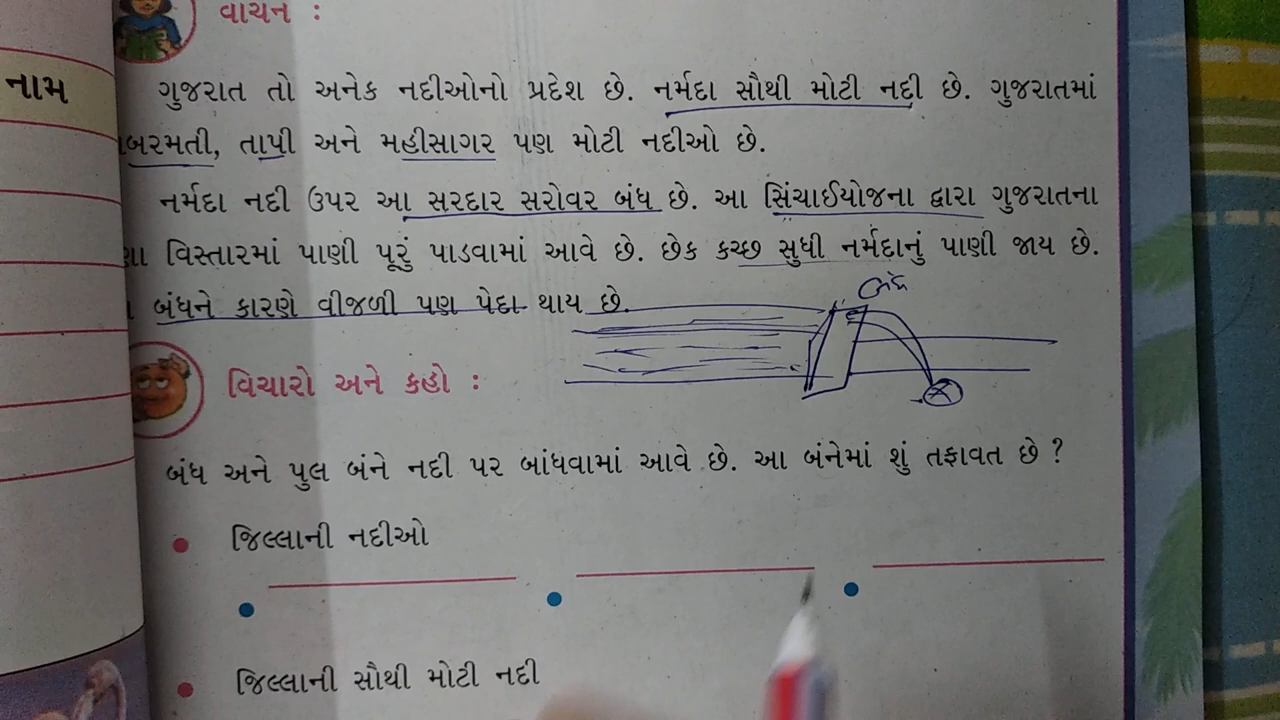 વાચન :
નામ
ગુજરાત તો અનેક નદીઓનો પ્રદેશ છે. નર્મદા સૌથી મોટી નદી છે. ગુજરાતમાં
બરમતી, તાપી અને મહીસાગર પણ મોટી નદીઓ છે.
નર્મદા નદી ઉપર આ સરદાર સરોવર બંધ છે. આ સિંચાઈયોજના દ્વારા ગુજરાતના
વિસ્તારમાં પાણી પૂરું પાડવામાં આવે છે. છેક કચ્છ સુધી નર્મદાનું પાણી જાય છે.
બંધને કારણે વીજળી પણ પેદા થાય છે.
બંધ
વિચારો અને કહો :
બંધ અને પુલ બંને નદી પર બાંધવામાં આવે છે. આ બંનેમાં શું તફાવત છે ?
જિલ્લાની નદીઓ
જિલ્લાની સૌથી મોટી નદી